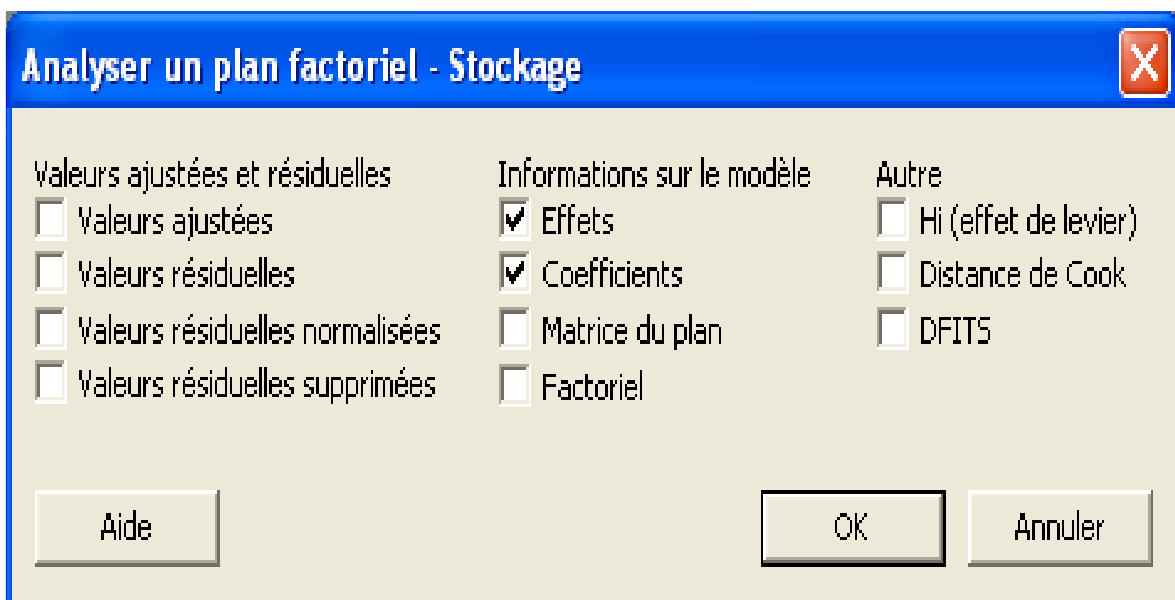 Analyser un plan factoriel - Stockage
Valeurs ajustées et résiduelles
Valeurs ajustées
Valeurs résiduelles
Valeurs résiduelles normalisées
Valeurs résiduelles supprimées
Informations sur le modèle
Effets
Coefficients
Matrice du plan
Factoriel
Autre
Hi (effet de levier)
Distance de Cook
DFITS
Aide
OK
Annuler